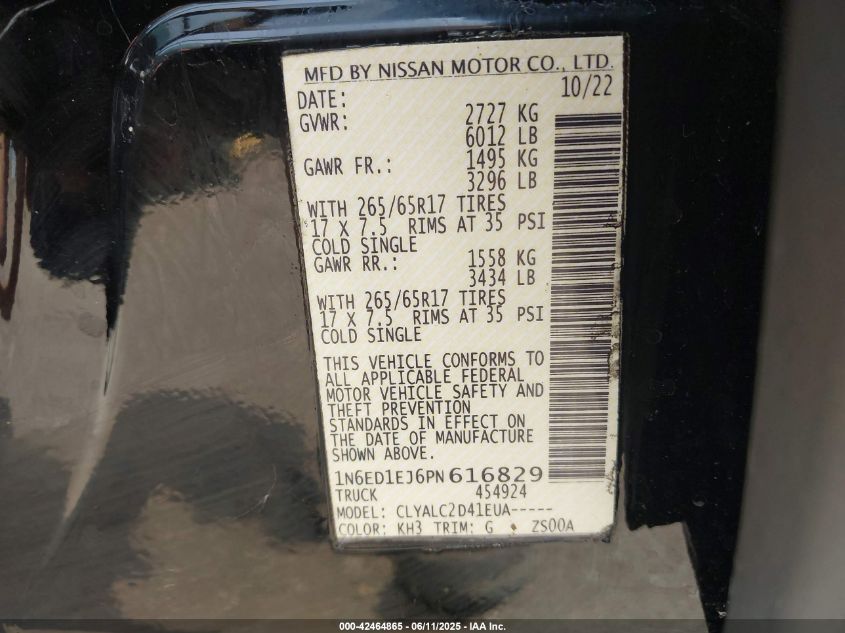 MFD BY NISSAN MOTOR CO., LTD.
DATE: 10/22
GVWR: 2727 KG
6012 LB
GAWR FR.: 1495 KG
3296 LB
WITH 265/65R17 TIRES
17 X 7.5 RIMS AT 35 PSI
COLD SINGLE
GAWR RR.: 1558 KG
3434 LB
WITH 265/65R17 TIRES
17 X 7.5 RIMS AT 35 PSI
COLD SINGLE
THIS VEHICLE CONFORMS TO
ALL APPLICABLE FEDERAL
MOTOR VEHICLE SAFETY AND
THEFT PREVENTION
STANDARDS IN EFFECT ON
THE DATE OF MANUFACTURE
SHOWN ABOVE.
1N6ED1EJ6PN616829
TRUCK 454924
MODEL: CLYALC2D41EUA-----
COLOR: KH3 TRIM: G ZS00A
000-42464865 - 06/11/2025 - IAA Inc.